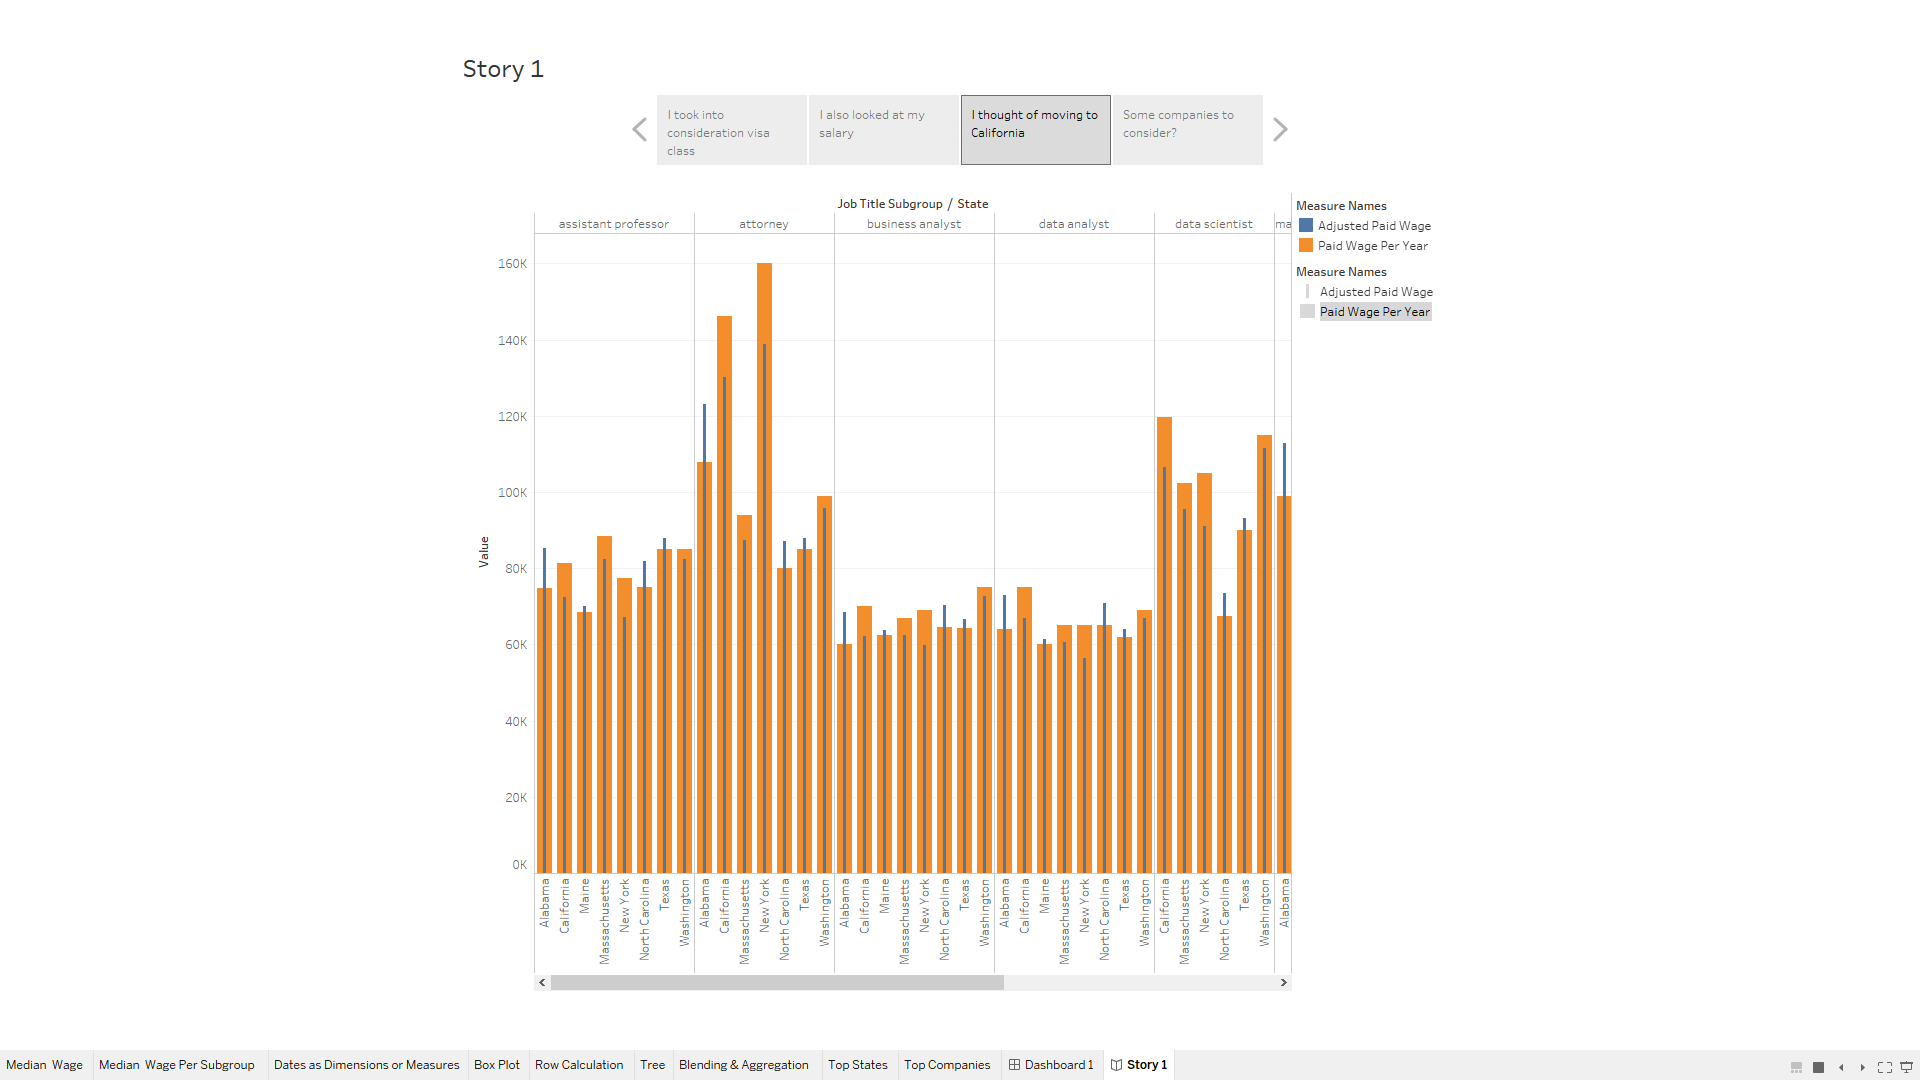 Story 1
I took into
consideration visa
class
I also looked at my
salary
I thought of moving to
California
Some companies to
consider?
Job Title Subgroup / State
assistant professor
attorney
business analyst
data analyst
data scientist
ma
160K
140K
120K
100K
80K
60K
40K
20K
0K
Value
Alabama
California
Maine
Massachusetts
New York
North Carolina
Texas
Washington
Alabama
California
Massachusetts
New York
North Carolina
Texas
Washington
Alabama
California
Maine
Massachusetts
New York
North Carolina
Texas
Washington
Alabama
California
Maine
Massachusetts
New York
North Carolina
Texas
Washington
California
Massachusetts
New York
North Carolina
Texas
Washington
Alabama
Measure Names
Adjusted Paid Wage
Paid Wage Per Year
Measure Names
Adjusted Paid Wage
Paid Wage Per Year
Median Wage
Median Wage Per Subgroup
Dates as Dimensions or Measures
Box Plot
Row Calculation
Tree
Blending & Aggregation
Top States
Top Companies
Dashboard 1
Story 1